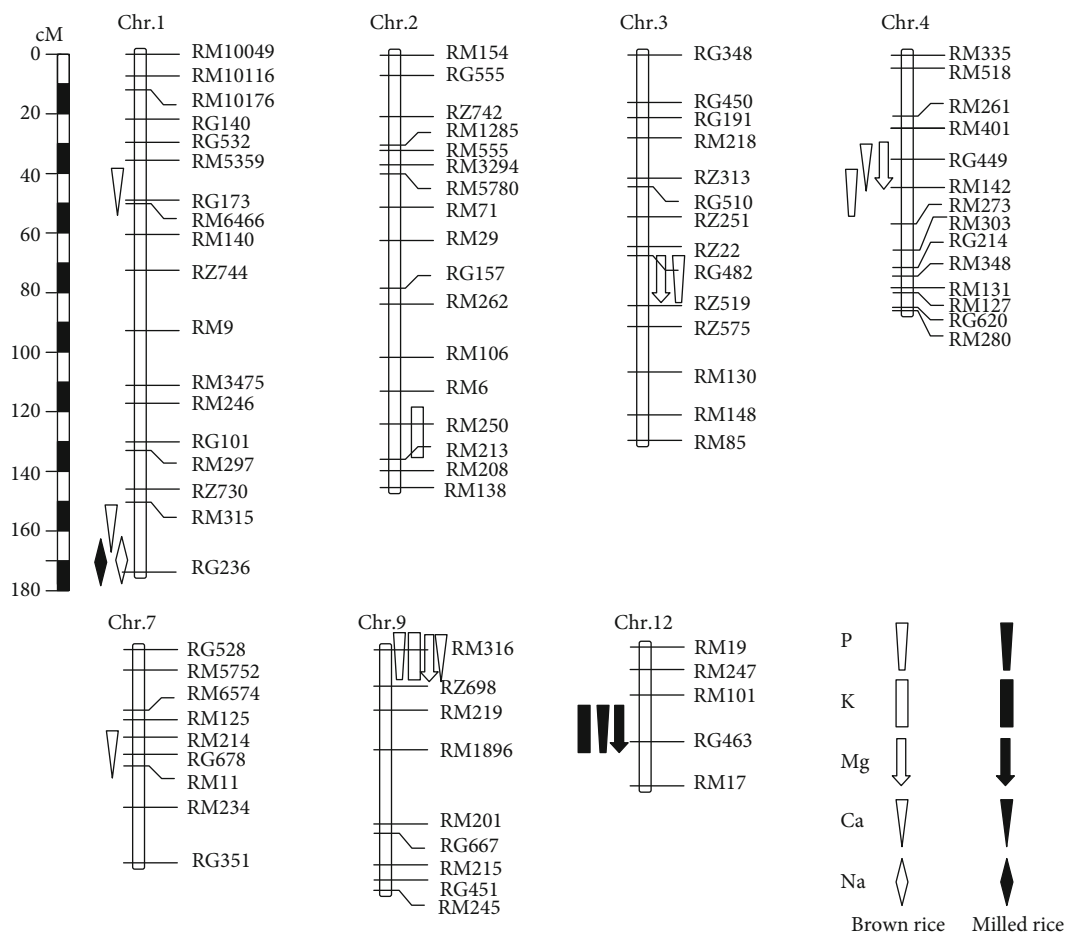 cM
0
20
40
60
80
100
120
140
160
180
Chr.1
RM10049
RM10116
RM10176
RG140
RG532
RM5359
RG173
RM6466
RM140
RZ744
RM9
RM3475
RM246
RG101
RM297
RZ730
RM315
RG236
Chr.2
RM154
RG555
RZ742
RM1285
RM555
RM3294
RM5780
RM71
RM29
RG157
RM262
RM106
RM6
RM250
RM213
RM208
RM138
Chr.3
RG348
RG450
RG191
RM218
RZ313
RG510
RZ251
RZ22
RG482
RZ519
RZ575
RM130
RM148
RM85
Chr.4
RM335
RM518
RM261
RM401
RG449
RM142
RM273
RM303
RG214
RM348
RM131
RM127
RG620
RM280
Chr.7
RG528
RM5752
RM6574
RM125
RM214
RG678
RM11
RM234
RG351
Chr.9
RM316
RZ698
RM219
RM1896
RM201
RG667
RM215
RG451
RM245
Chr.12
RM19
RM247
RM101
RG463
RM17
P
K
Mg
Ca
Na
Brown rice
Milled rice